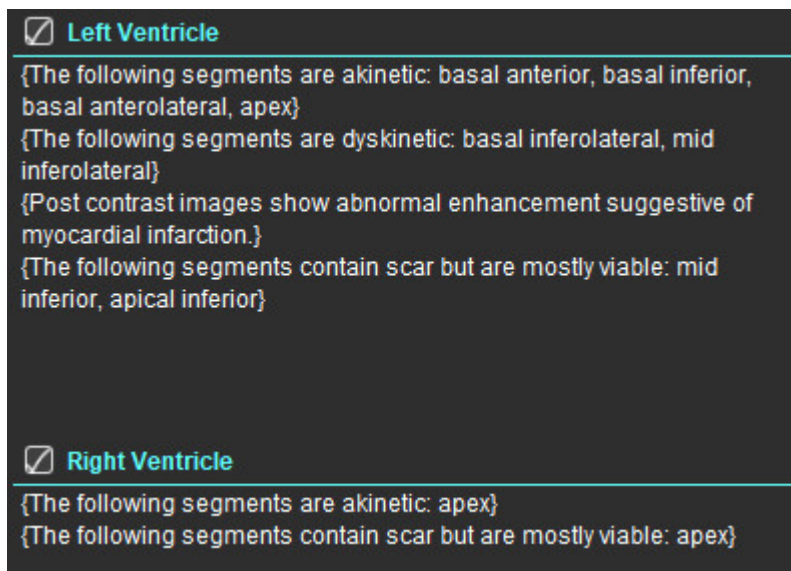 Left Ventricle
{The following segments are akinetic: basal anterior, basal inferior,
basal anterolateral, apex}
{The following segments are dyskinetic: basal inferolateral, mid
inferolateral}
{Post contrast images show abnormal enhancement suggestive of
myocardial infarction.}
{The following segments contain scar but are mostly viable: mid
inferior, apical inferior}
Right Ventricle
{The following segments are akinetic: apex}
{The following segments contain scar but are mostly viable: apex}